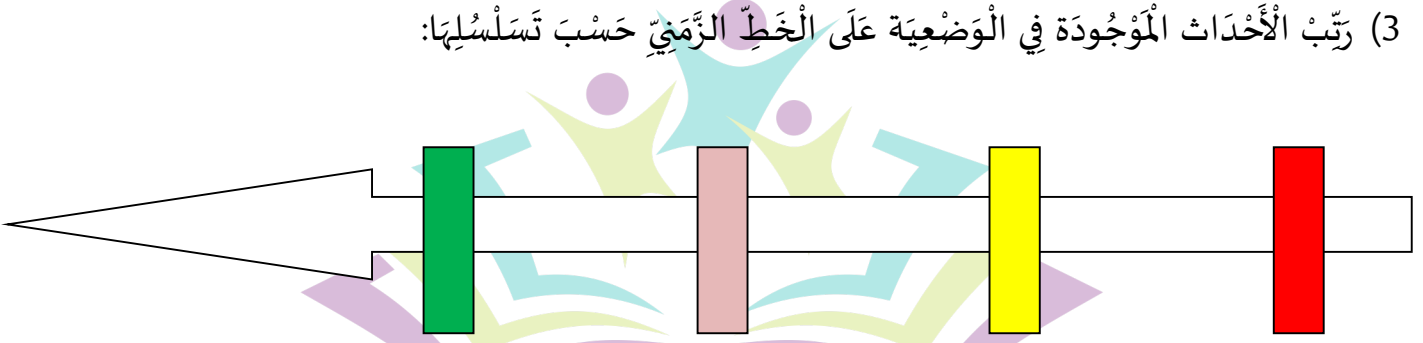 3) رَتِّبْ الْأَحْدَاث الْمَوْجُودَة فِي الْوَضْعِيَة عَلَى الْخَطِّ الزَّمَنِيِّ حَسْبَ تَسَلْسُلِهَا: